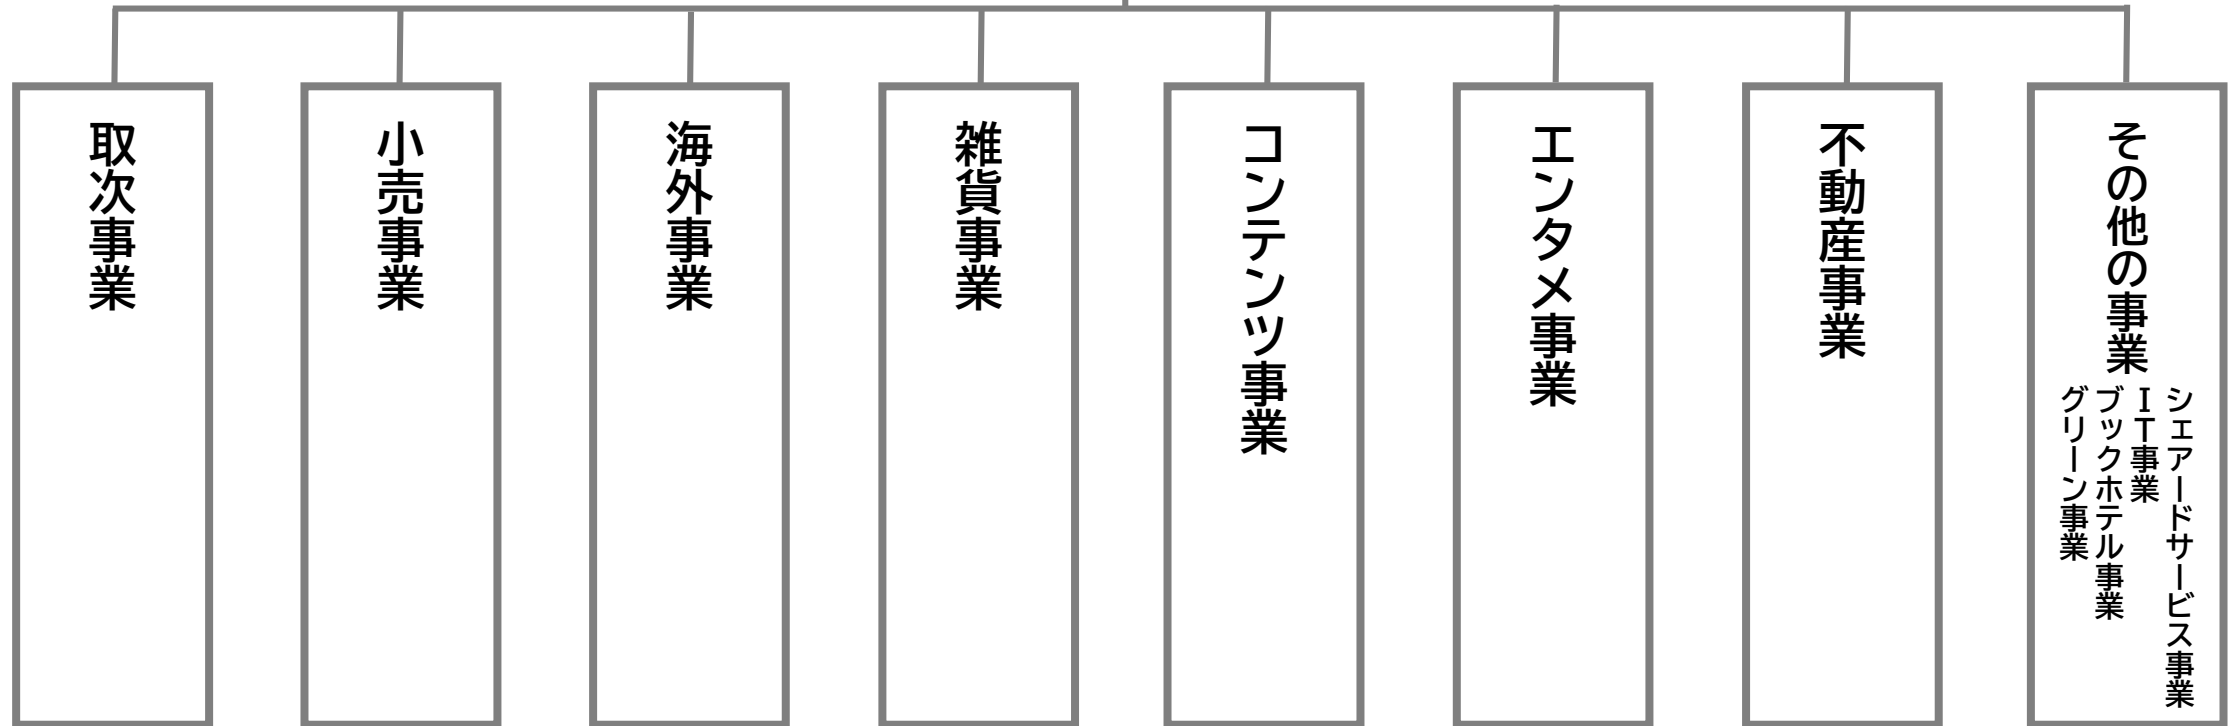 取次事業
小売事業
海外事業
雑貨事業
コンテンツ事業
エンタメ事業
不動産事業
その他の事業
シェアードサービス事業
IT事業
ブックホテル事業
グリーン事業